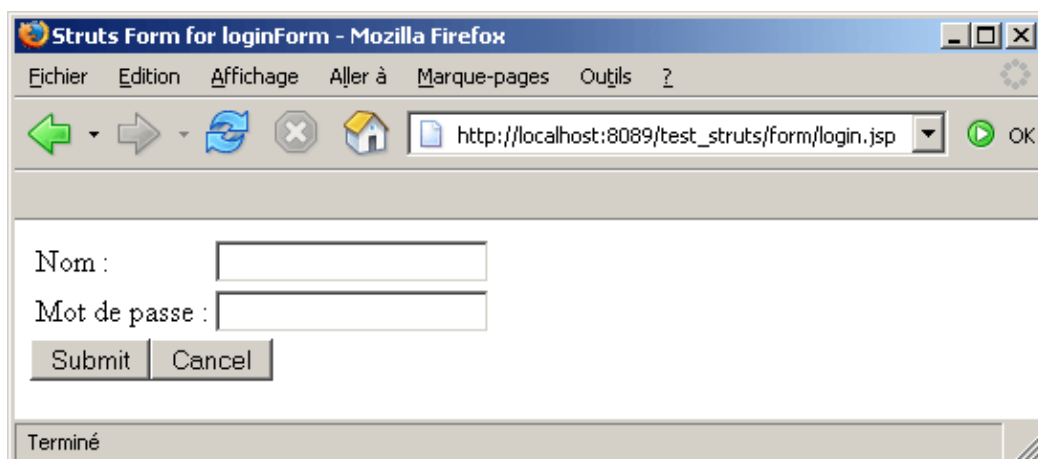 Struts Form for loginForm - Mozilla Firefox
Fichier Edition Affichage Aller à Marque-pages Outils ?
http://localhost:8089/test_struts/form/login.jsp OK
Nom :
Mot de passe :
Submit Cancel
Terminé